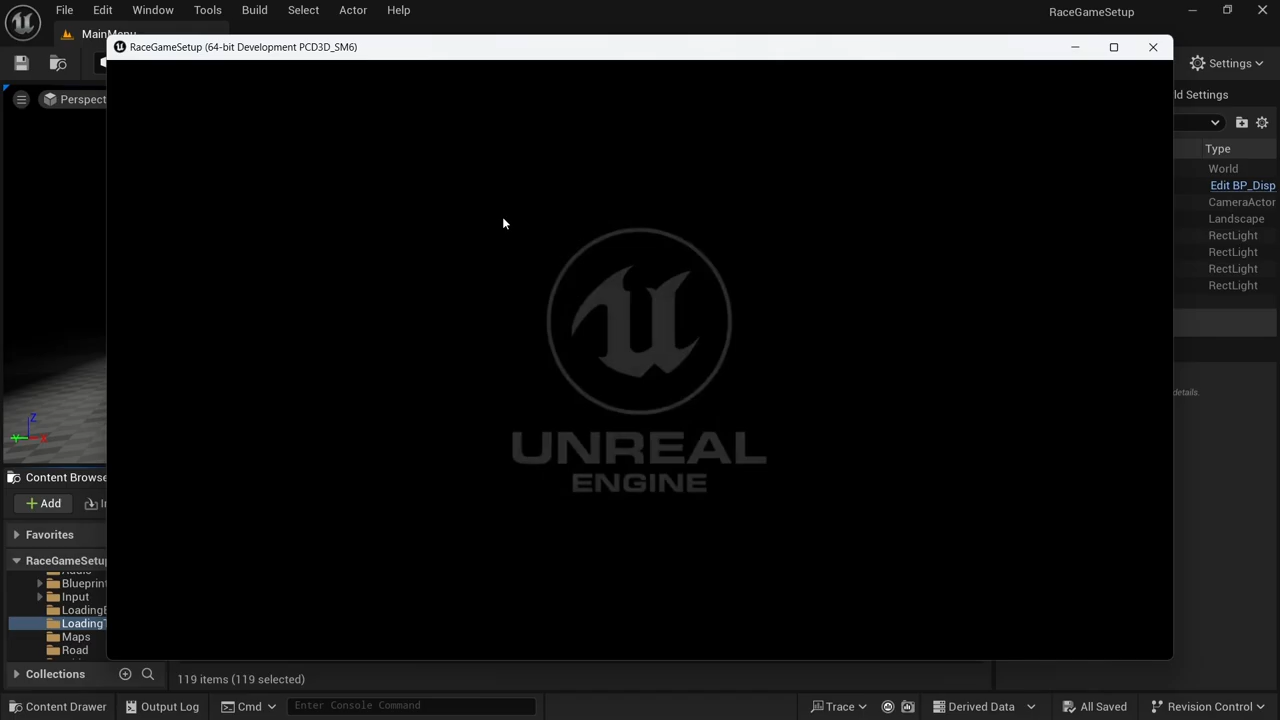 File Edit Window Tools Build Select Actor Help
RaceGameSetup
MainMenu
RaceGameSetup (64-bit Development PCD3D_SM6)
Settings
Perspect
ld Settings
Type
World
Edit BP_Disp
CameraActor
Landscape
RectLight
RectLight
RectLight
RectLight
details.
UNREAL
ENGINE
Content Browse
Add
Favorites
RaceGameSetup
Blueprint
Input
LoadingB
LoadingT
Maps
Road
Collections
119 items (119 selected)
Content Drawer Output Log Cmd Enter Console Command Trace Derived Data All Saved Revision Control